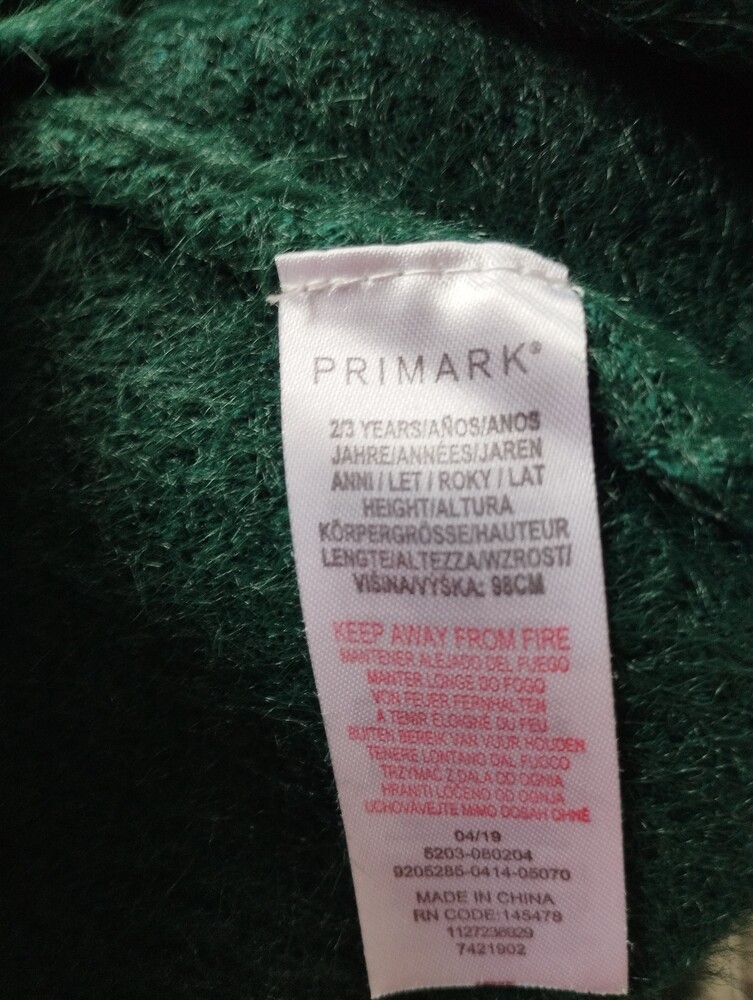 PRIMARK®
2/3 YEARS/AÑOS/ANOS
JAHRE/ANNÉES/JAREN
ANNI / LET / ROKY / LAT
HEIGHT/ALTURA
KÖRPERGRÖSSE/HAUTEUR
LENGTE/ALTEZZA/WZROST/
VIŠINA/VÝŠKA: 98CM
KEEP AWAY FROM FIRE
MANTENER ALEJADO DEL FUEGO
MANTER LONGE DO FOGO
VON FEUER FERNHALTEN
À TENIR ÉLOIGNÉ DU FEU
BUITEN BEREIK VAN VUUR HOUDEN
TENERE LONTANO DAL FUOCO
TRZYMAĆ Z DALA OD OGNIA
HRANITI LOČENO OD OGNJA
UCHOVÁVEJTE MIMO DOSAH OHNĚ
04/19
5203-080204
9205285-0414-05070
MADE IN CHINA
RN CODE:145478
1127238929
7421902